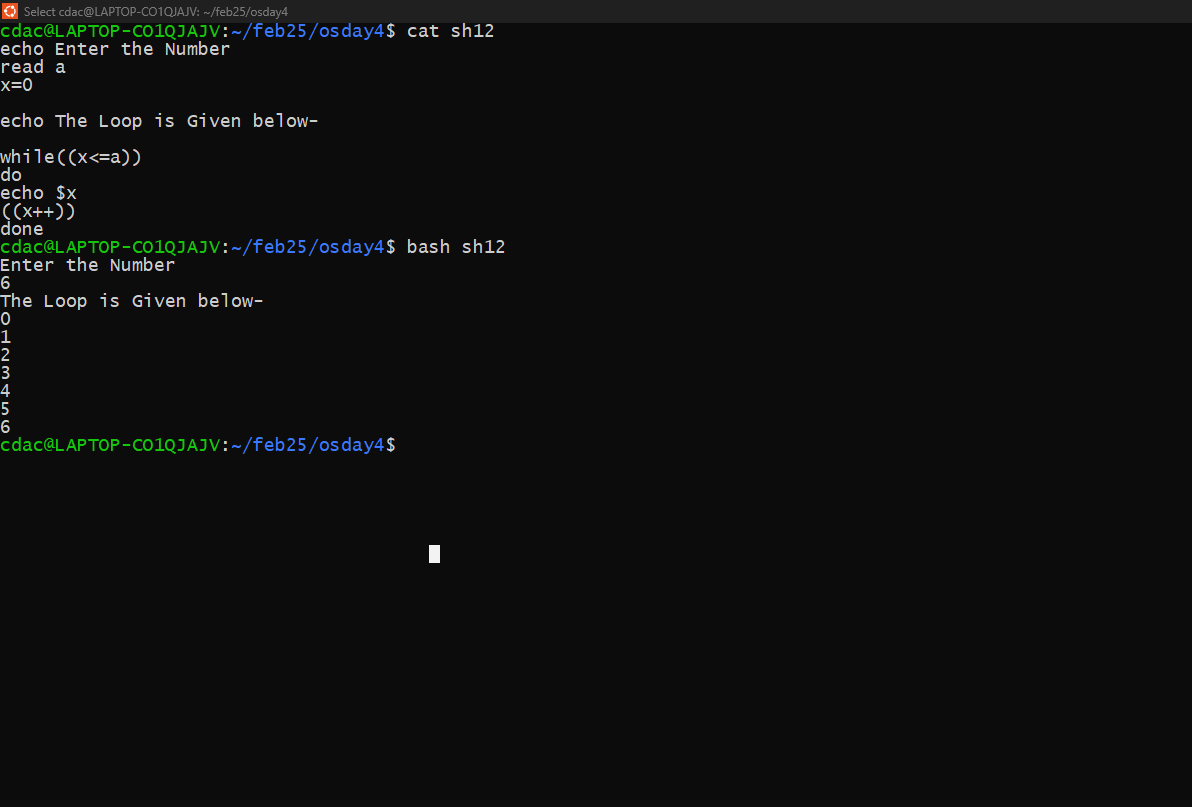 Select cdac@LAPTOP-CO1QJAJV: ~/feb25/osday4
cdac@LAPTOP-CO1QJAJV:~/feb25/osday4$ cat sh12
echo Enter the Number
read a
x=0
echo The Loop is Given below-
while((x<=a))
do
echo $x
((x++))
done
cdac@LAPTOP-CO1QJAJV:~/feb25/osday4$ bash sh12
Enter the Number
6
The Loop is Given below-
0
1
2
3
4
5
6
cdac@LAPTOP-CO1QJAJV:~/feb25/osday4$